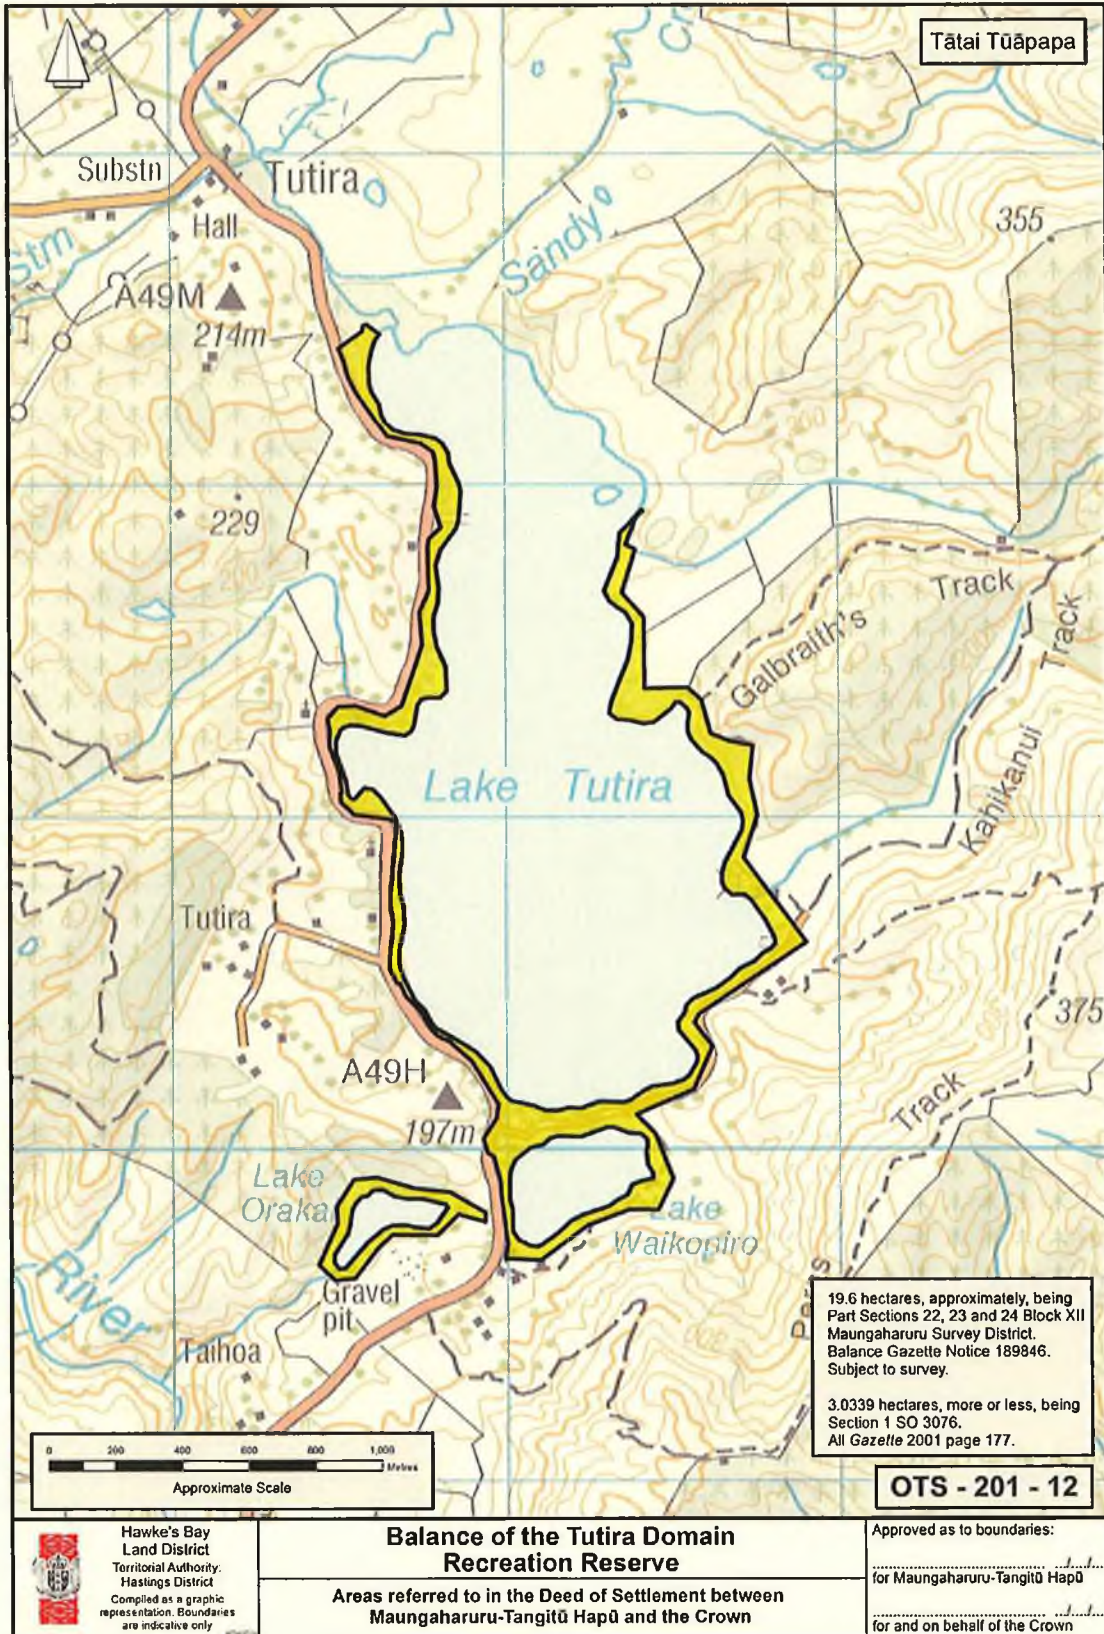 Tātai Tūāpapa
Substn
Tutira
Hall
Stm
Sandy
355
A49M
214m
229
Track
Galbraith's
Track
Kahikanui
Lake Tutira
Tutira
375
A49H
197m
Track
Lake
Oraka
Lake
Waikopiro
River
Gravel
pit
Taihoa
19.6 hectares, approximately, being
Part Sections 22, 23 and 24 Block XII
Maungaharuru Survey District.
Balance Gazette Notice 189846.
Subject to survey.
3.0339 hectares, more or less, being
Section 1 SO 3076.
All Gazette 2001 page 177.
0 200 400 600 800 1,000
Metres
Approximate Scale
OTS - 201 - 12
Hawke's Bay
Land District
Territorial Authority:
Hastings District
Compiled as a graphic
representation. Boundaries
are indicative only
Balance of the Tutira Domain
Recreation Reserve
Areas referred to in the Deed of Settlement between
Maungaharuru-Tangitū Hapū and the Crown
Approved as to boundaries:
for Maungaharuru-Tangitū Hapū
for and on behalf of the Crown